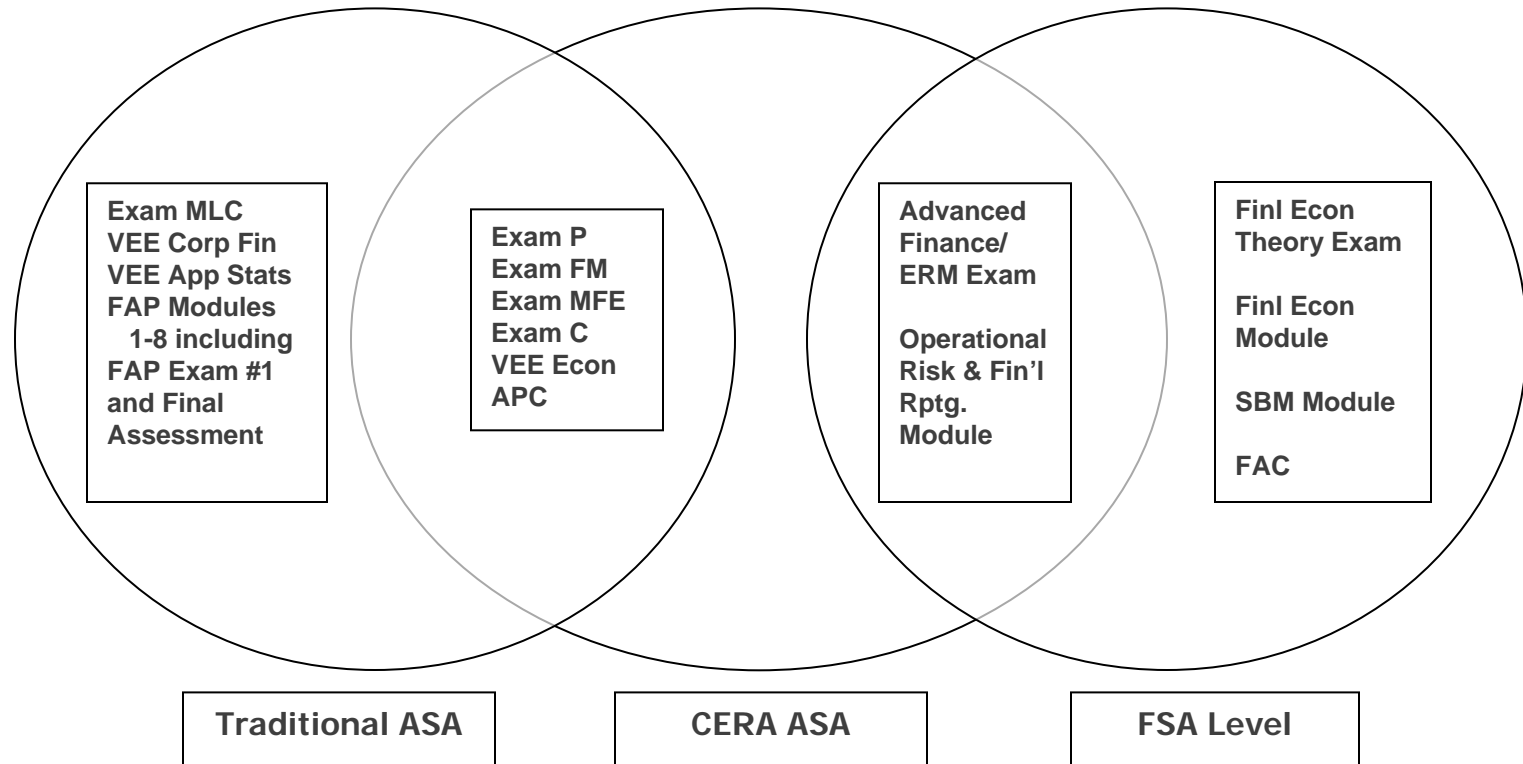 Exam MLC
VEE Corp Fin
VEE App Stats
FAP Modules
1-8 including
FAP Exam #1
and Final
Assessment
Exam P
Exam FM
Exam MFE
Exam C
VEE Econ
APC
Advanced
Finance/
ERM Exam
Operational
Risk & Fin’l
Rptg.
Module
Finl Econ
Theory Exam
Finl Econ
Module
SBM Module
FAC
Traditional ASA
CERA ASA
FSA Level